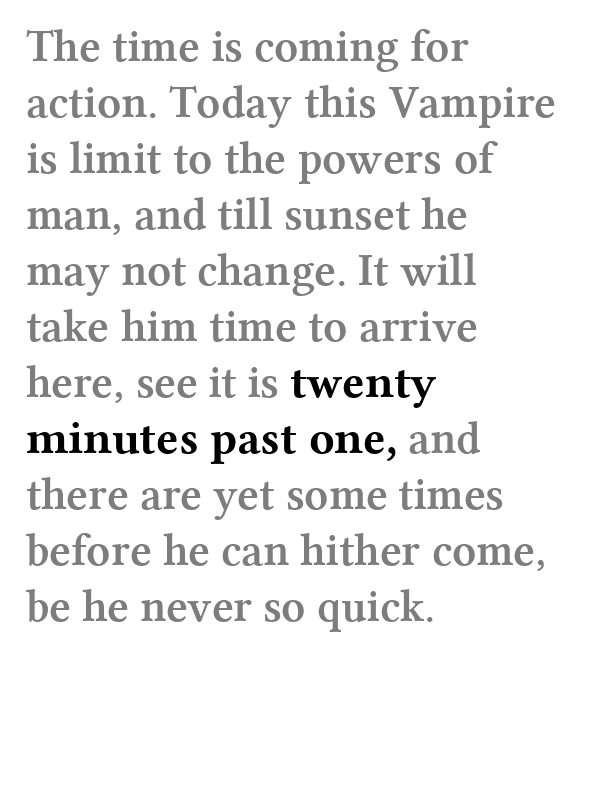 The time is coming for
action. Today this Vampire
is limit to the powers of
man, and till sunset he
may not change. It will
take him time to arrive
here, see it is twenty
minutes past one, and
there are yet some times
before he can hither come,
be he never so quick.